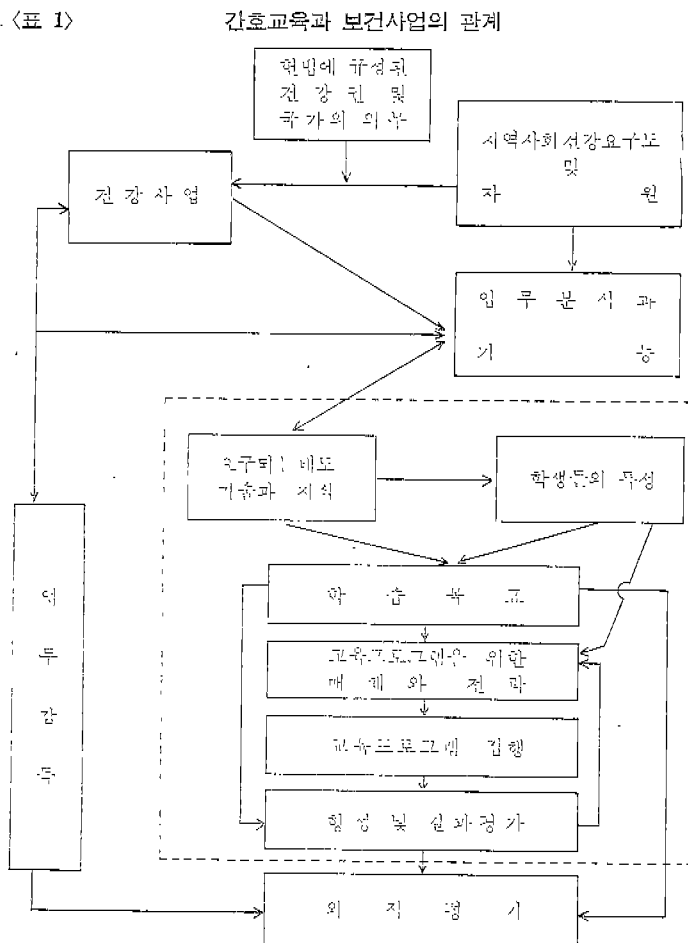 〈표 1〉 간호교육과 보건사업의 관계
헌법에 규정된
건 강 권 및
국 가 의 의 무
지역사회건강요구도
및
자 원
건 강 사 업
업 무 분 석 과
기 능
요구되는 태도
기술과 지식
학생들의 특성
학 습 목 표
교육프로그램을 위한
매 체 와 전 략
교육프로그램 집행
형 성 및 결과평가
업
무
감
독
외 적 평 가